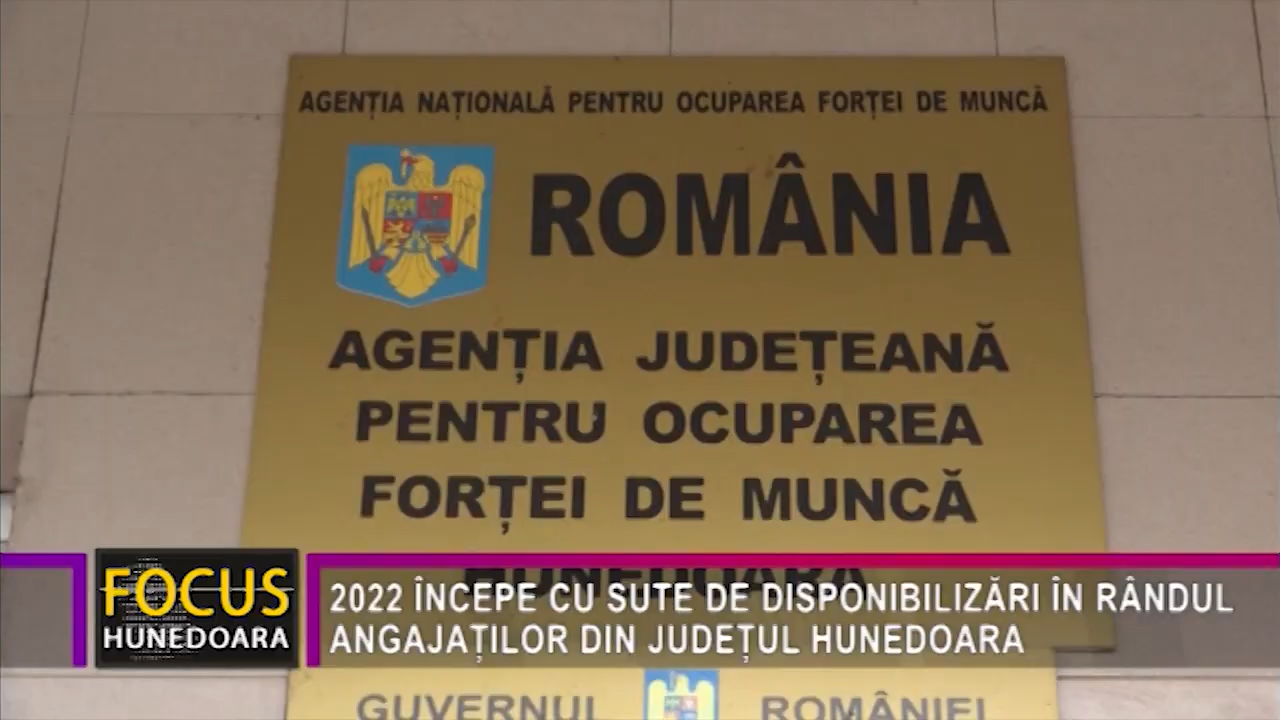 AGENȚIA NAȚIONALĂ PENTRU OCUPAREA FORȚEI DE MUNCĂ
ROMÂNIA
AGENȚIA JUDEȚEANĂ
PENTRU OCUPAREA
FORȚEI DE MUNCĂ
HUNEDOARA
FOCUS
HUNEDOARA
2022 ÎNCEPE CU SUTE DE DISPONIBILIZĂRI ÎN RÂNDUL
ANGAJAȚILOR DIN JUDEȚUL HUNEDOARA
GUVERNUL ROMÂNIEI